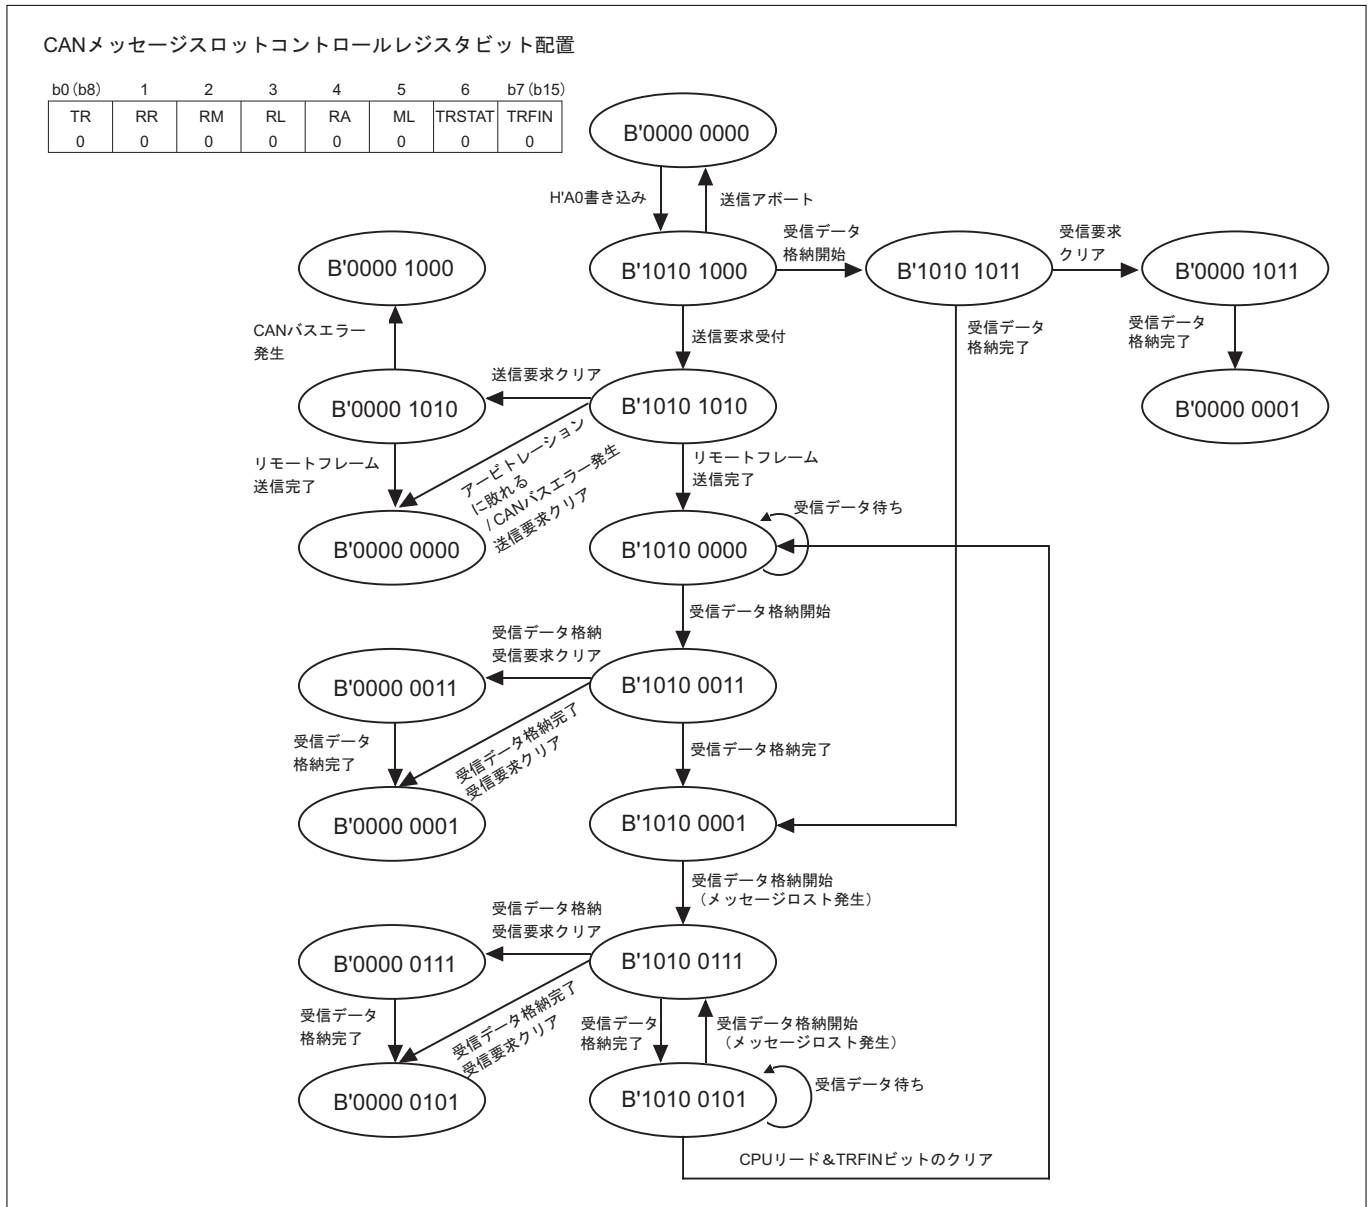 CANメッセージスロットコントロールレジスタビット配置
b0 (b8) 1 2 3 4 5 6 b7 (b15)
TR RR RM RL RA ML TRSTAT TRFIN
0 0 0 0 0 0 0 0
B'0000 0000
H'A0書き込み
送信アボート
B'0000 1000
B'1010 1000
受信データ
格納開始
B'1010 1011
受信要求
クリア
B'0000 1011
CANバスエラー
発生
送信要求受付
受信データ
格納完了
受信データ
格納完了
B'0000 1010
送信要求クリア
B'1010 1010
B'0000 0001
リモートフレーム
送信完了
アービトレーション
に敗れる
/ CANバスエラー発生
送信要求クリア
リモートフレーム
送信完了
B'0000 0000
B'1010 0000
受信データ待ち
受信データ格納開始
受信データ格納
受信要求クリア
B'0000 0011
B'1010 0011
受信データ
格納完了
受信データ格納完了
受信要求クリア
受信データ格納完了
B'0000 0001
B'1010 0001
受信データ格納開始
（メッセージロスト発生）
受信データ格納
受信要求クリア
B'0000 0111
B'1010 0111
受信データ
格納完了
受信データ格納完了
受信要求クリア
受信データ
格納完了
受信データ格納開始
（メッセージロスト発生）
B'0000 0101
B'1010 0101
受信データ待ち
CPUリード＆TRFINビットのクリア